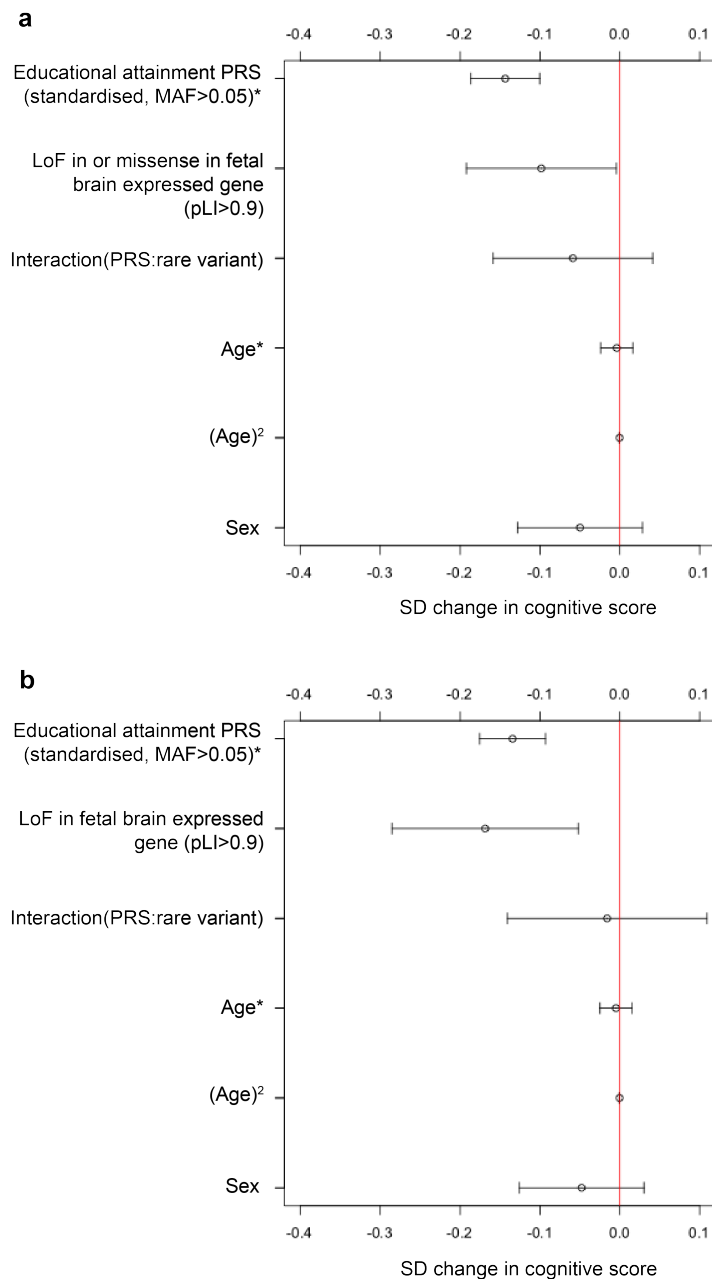 a
-0.4 -0.3 -0.2 -0.1 0.0 0.1
Educational attainment PRS
(standardised, MAF>0.05)*
LoF in or missense in fetal
brain expressed gene
(pLI>0.9)
Interaction(PRS:rare variant)
Age*
(Age)²
Sex
-0.4 -0.3 -0.2 -0.1 0.0 0.1
SD change in cognitive score
b
-0.4 -0.3 -0.2 -0.1 0.0 0.1
Educational attainment PRS
(standardised, MAF>0.05)*
LoF in fetal brain expressed
gene (pLI>0.9)
Interaction(PRS:rare variant)
Age*
(Age)²
Sex
-0.4 -0.3 -0.2 -0.1 0.0 0.1
SD change in cognitive score